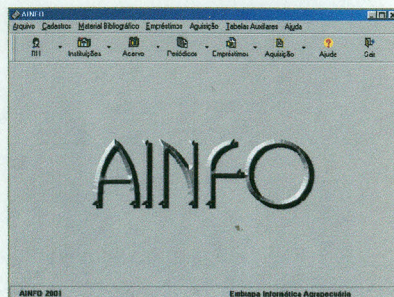 AINFO
Arquivo Cadastros Material Bibliográfico Empréstimos Aquisição Tabelas Auxiliares Ajuda
RH Instituições Acervo Periódicos Empréstimos Aquisição Ajuda Sair
AINFO
AINFO 2001 Embrapa Informática Agropecuária